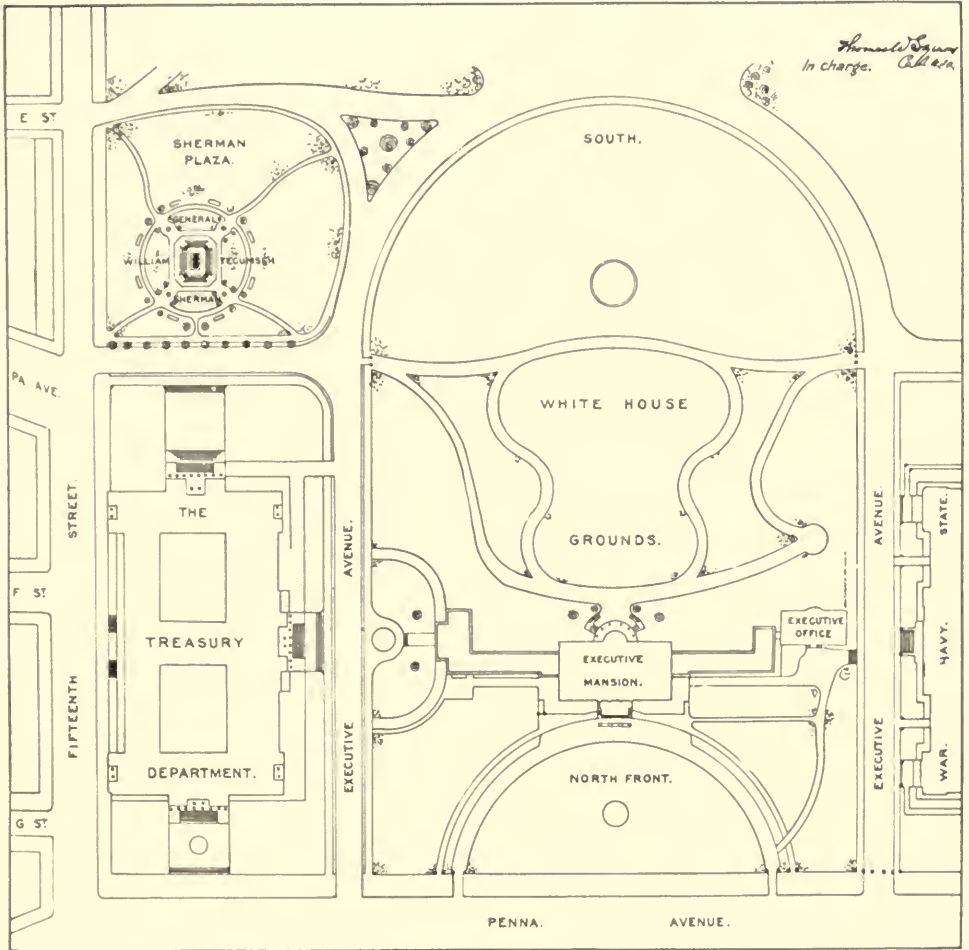 In charge.
E ST
SHERMAN
PLAZA.
SOUTH.
GENERAL
WILLIAM
TECUMSEH
SHERMAN
PA AVE.
WHITE HOUSE
GROUNDS.
STREET.
FIFTEENTH
THE
TREASURY
DEPARTMENT.
AVENUE.
EXECUTIVE
F ST
EXECUTIVE
MANSION.
EXECUTIVE
OFFICE
NORTH FRONT.
AVENUE.
EXECUTIVE
STATE.
NAVY.
WAR.
G ST
PENNA. AVENUE.